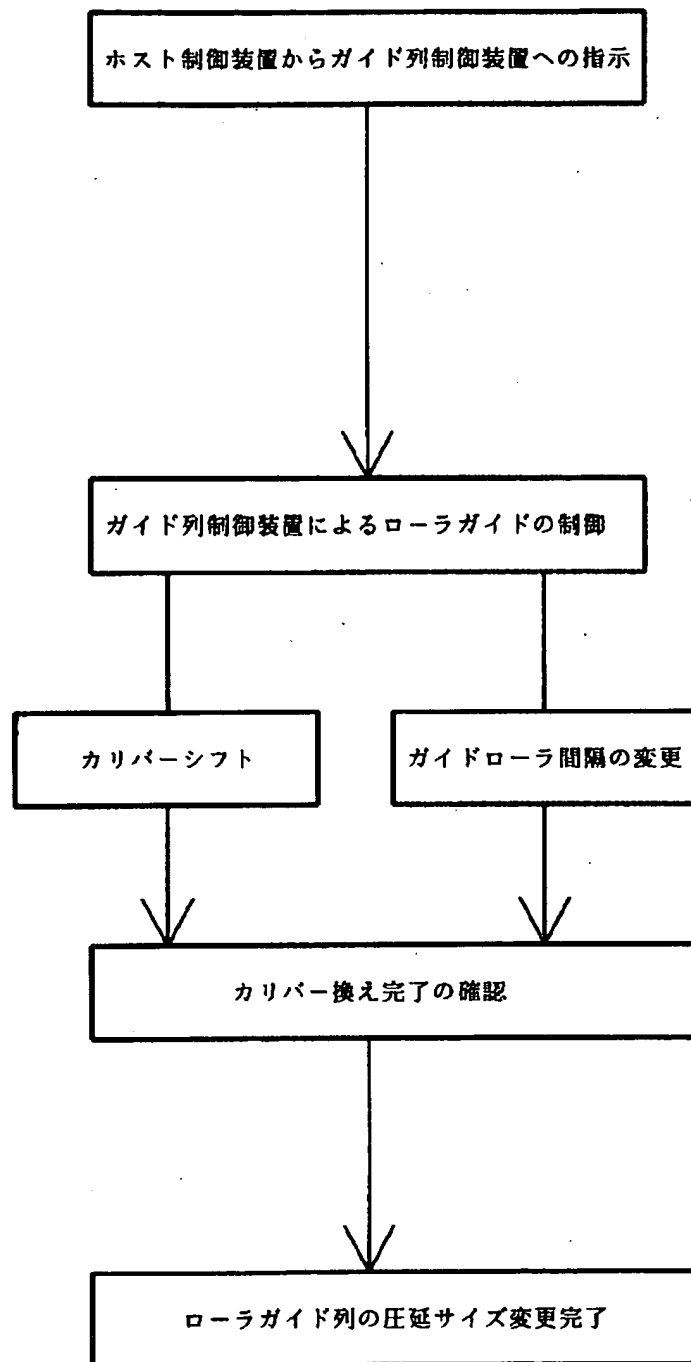 ホスト制御装置からガイド列制御装置への指示
ガイド列制御装置によるローラガイドの制御
カリバーシフト
ガイドローラ間隔の変更
カリバー換え完了の確認
ローラガイド列の圧延サイズ変更完了